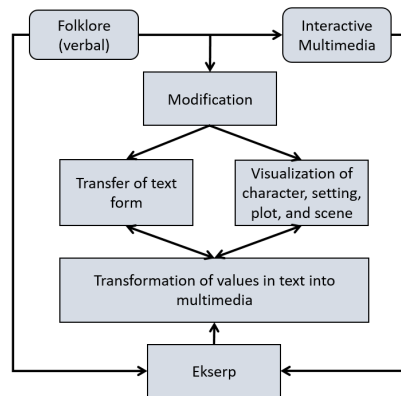 Folklore
(verbal)
Interactive
Multimedia
Modification
Transfer of text
form
Visualization of
character, setting,
plot, and scene
Transformation of values in text into
multimedia
Ekserp